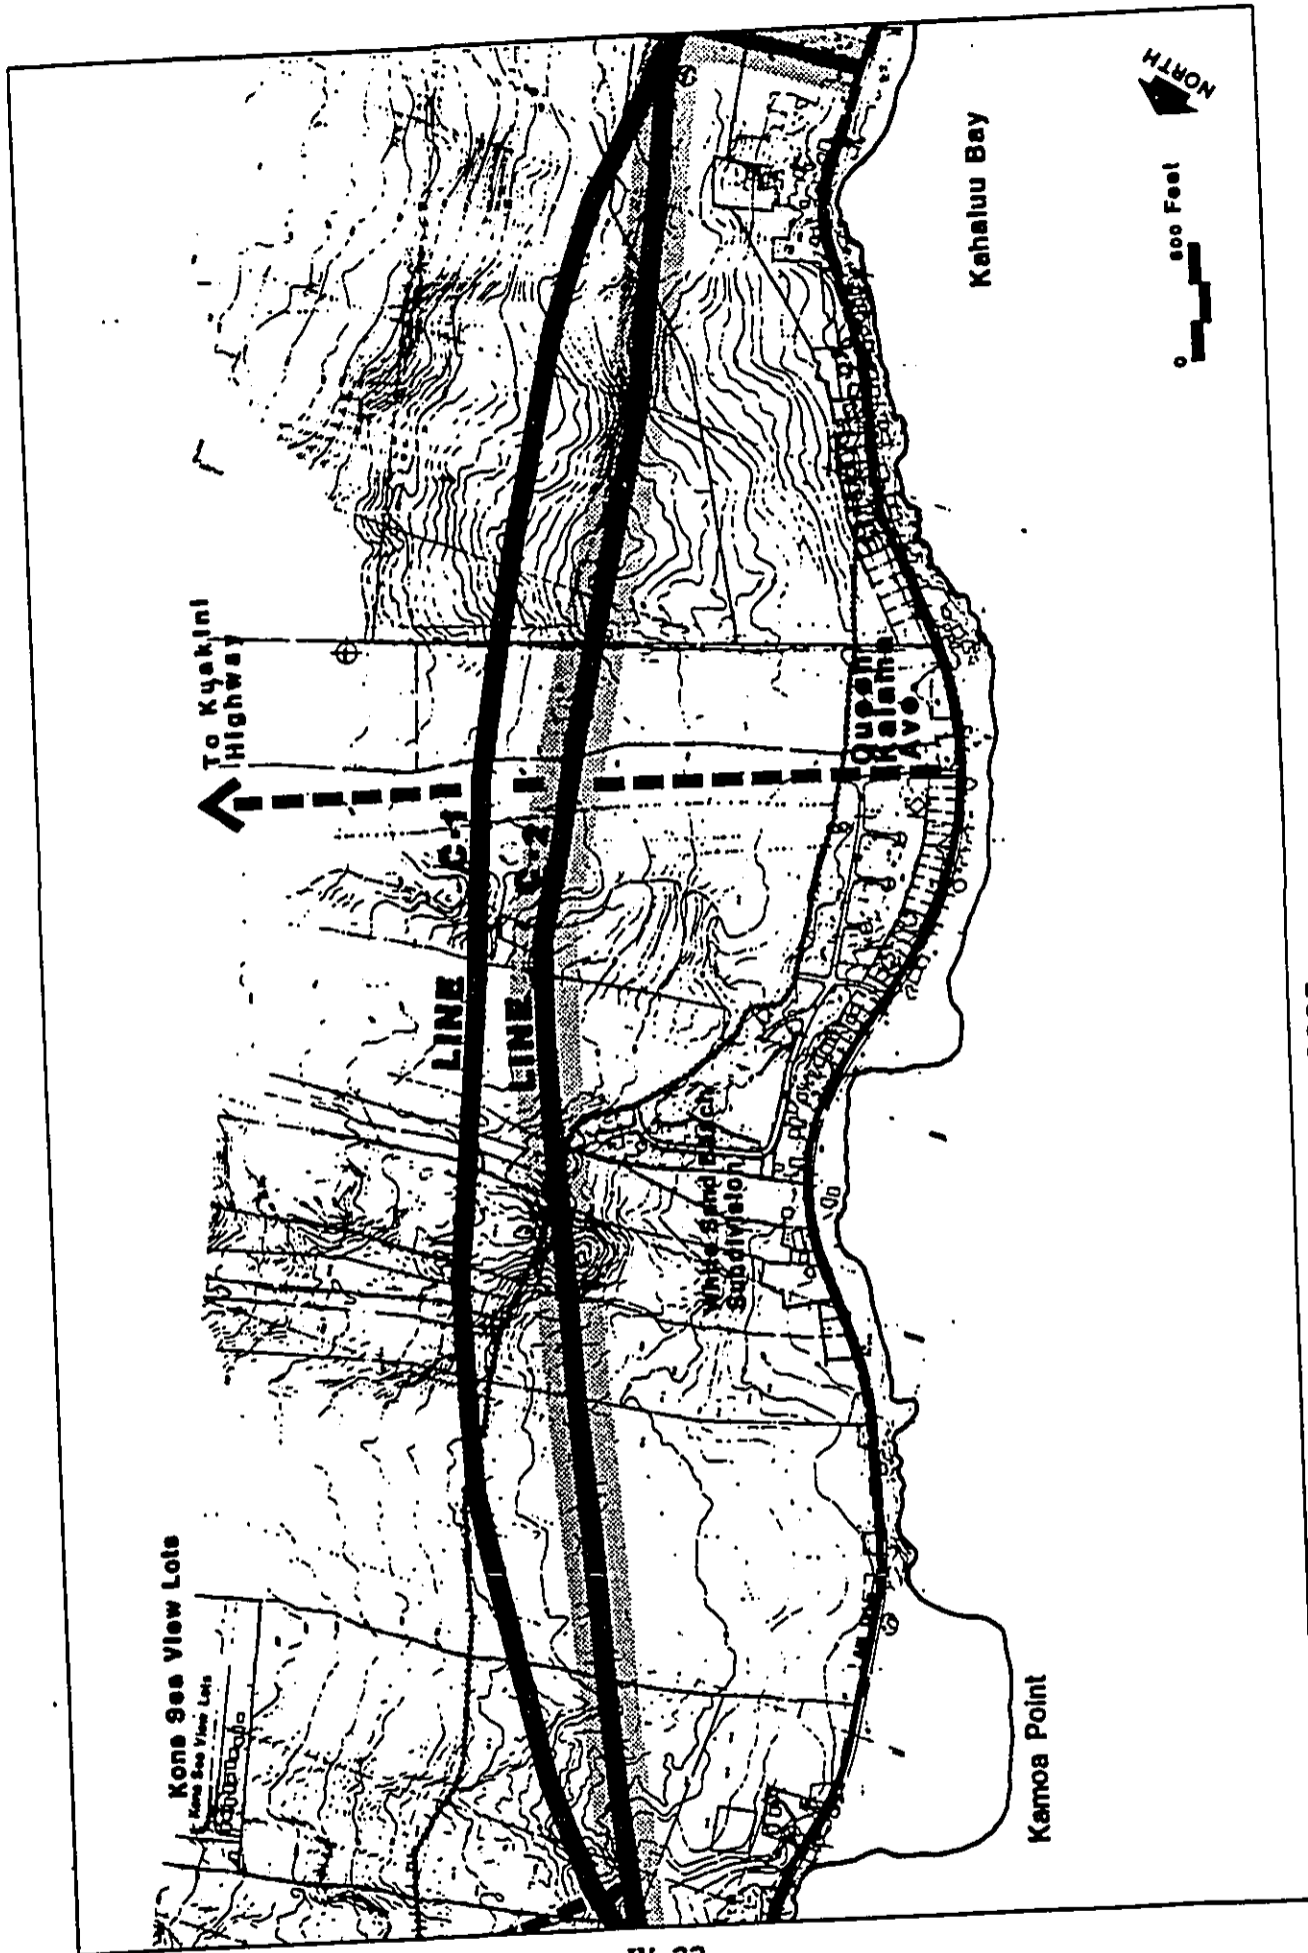 Kona Sea View Lots
Kona Sea View Lots
To Kuakini
Highway
LINE C-1
LINE C-2
White Sand Beach
Subdivision
Queen
Kalama
Ave.
Kamoa Point
Kahaluu Bay
0 800 Feet
NORTH